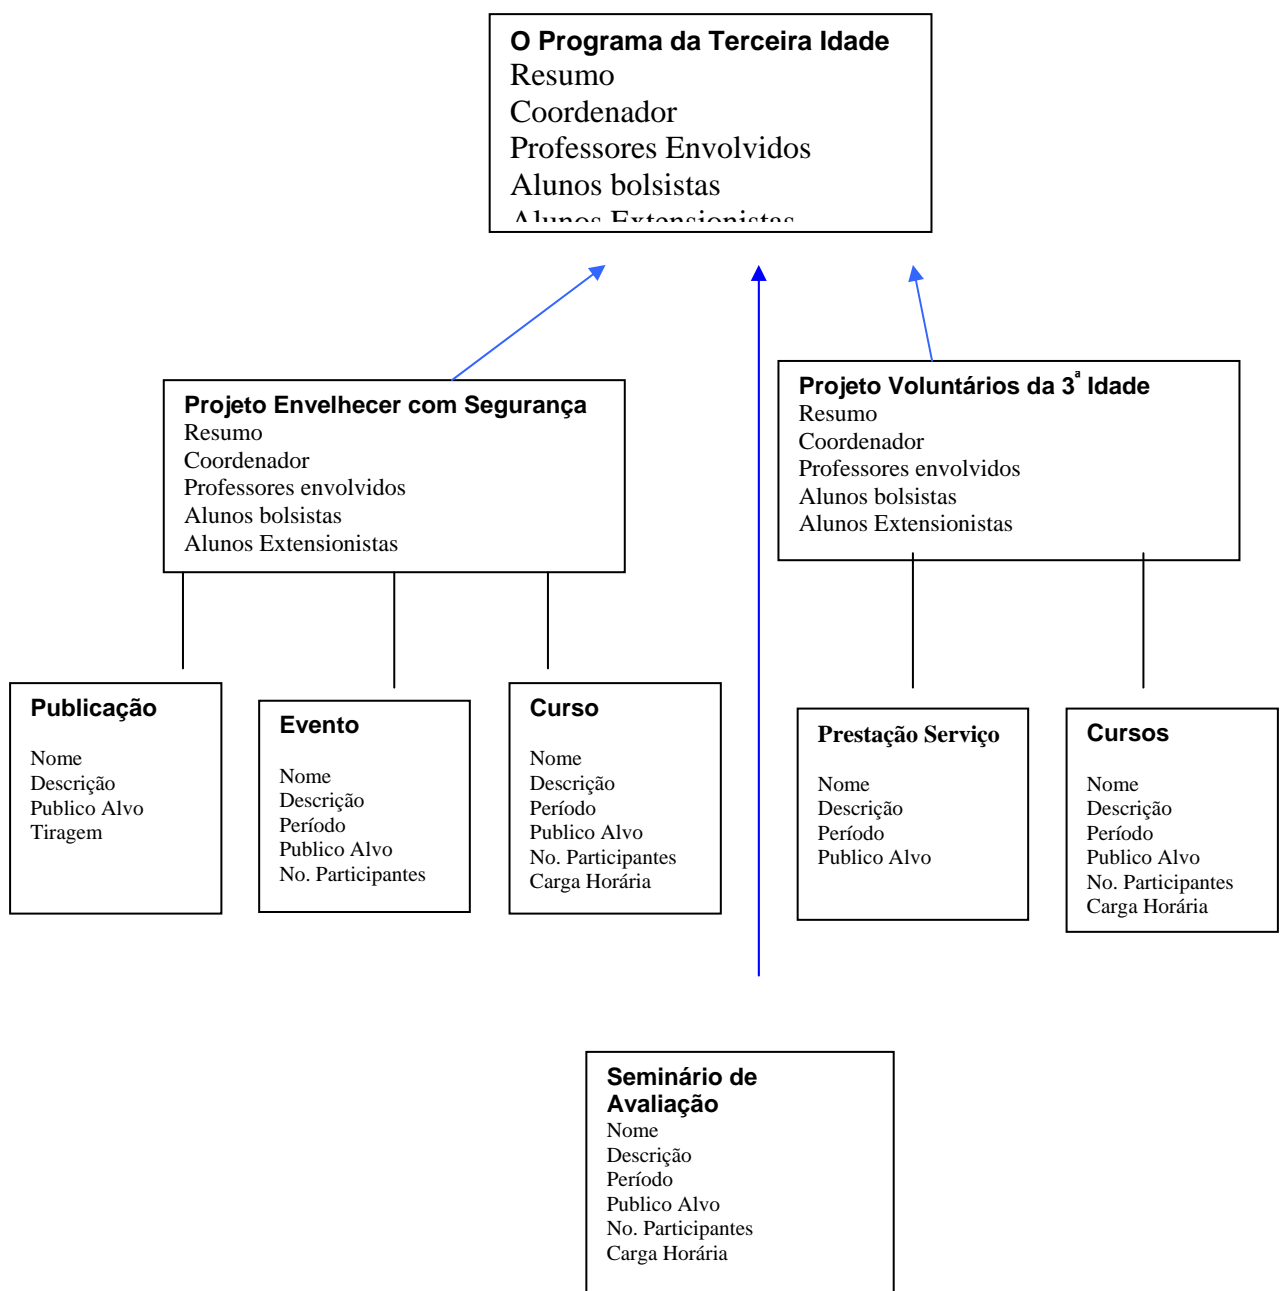 O Programa da Terceira Idade
Resumo
Coordenador
Professores Envolvidos
Alunos bolsistas
Alunos Extensionistas
Projeto Envelhecer com Segurança
Resumo
Coordenador
Professores envolvidos
Alunos bolsistas
Alunos Extensionistas
Projeto Voluntários da 3ª Idade
Resumo
Coordenador
Professores envolvidos
Alunos bolsistas
Alunos Extensionistas
Publicação
Nome
Descrição
Publico Alvo
Tiragem
Evento
Nome
Descrição
Período
Publico Alvo
No. Participantes
Curso
Nome
Descrição
Período
Publico Alvo
No. Participantes
Carga Horária
Prestação Serviço
Nome
Descrição
Período
Publico Alvo
Cursos
Nome
Descrição
Período
Publico Alvo
No. Participantes
Carga Horária
Seminário de
Avaliação
Nome
Descrição
Período
Publico Alvo
No. Participantes
Carga Horária